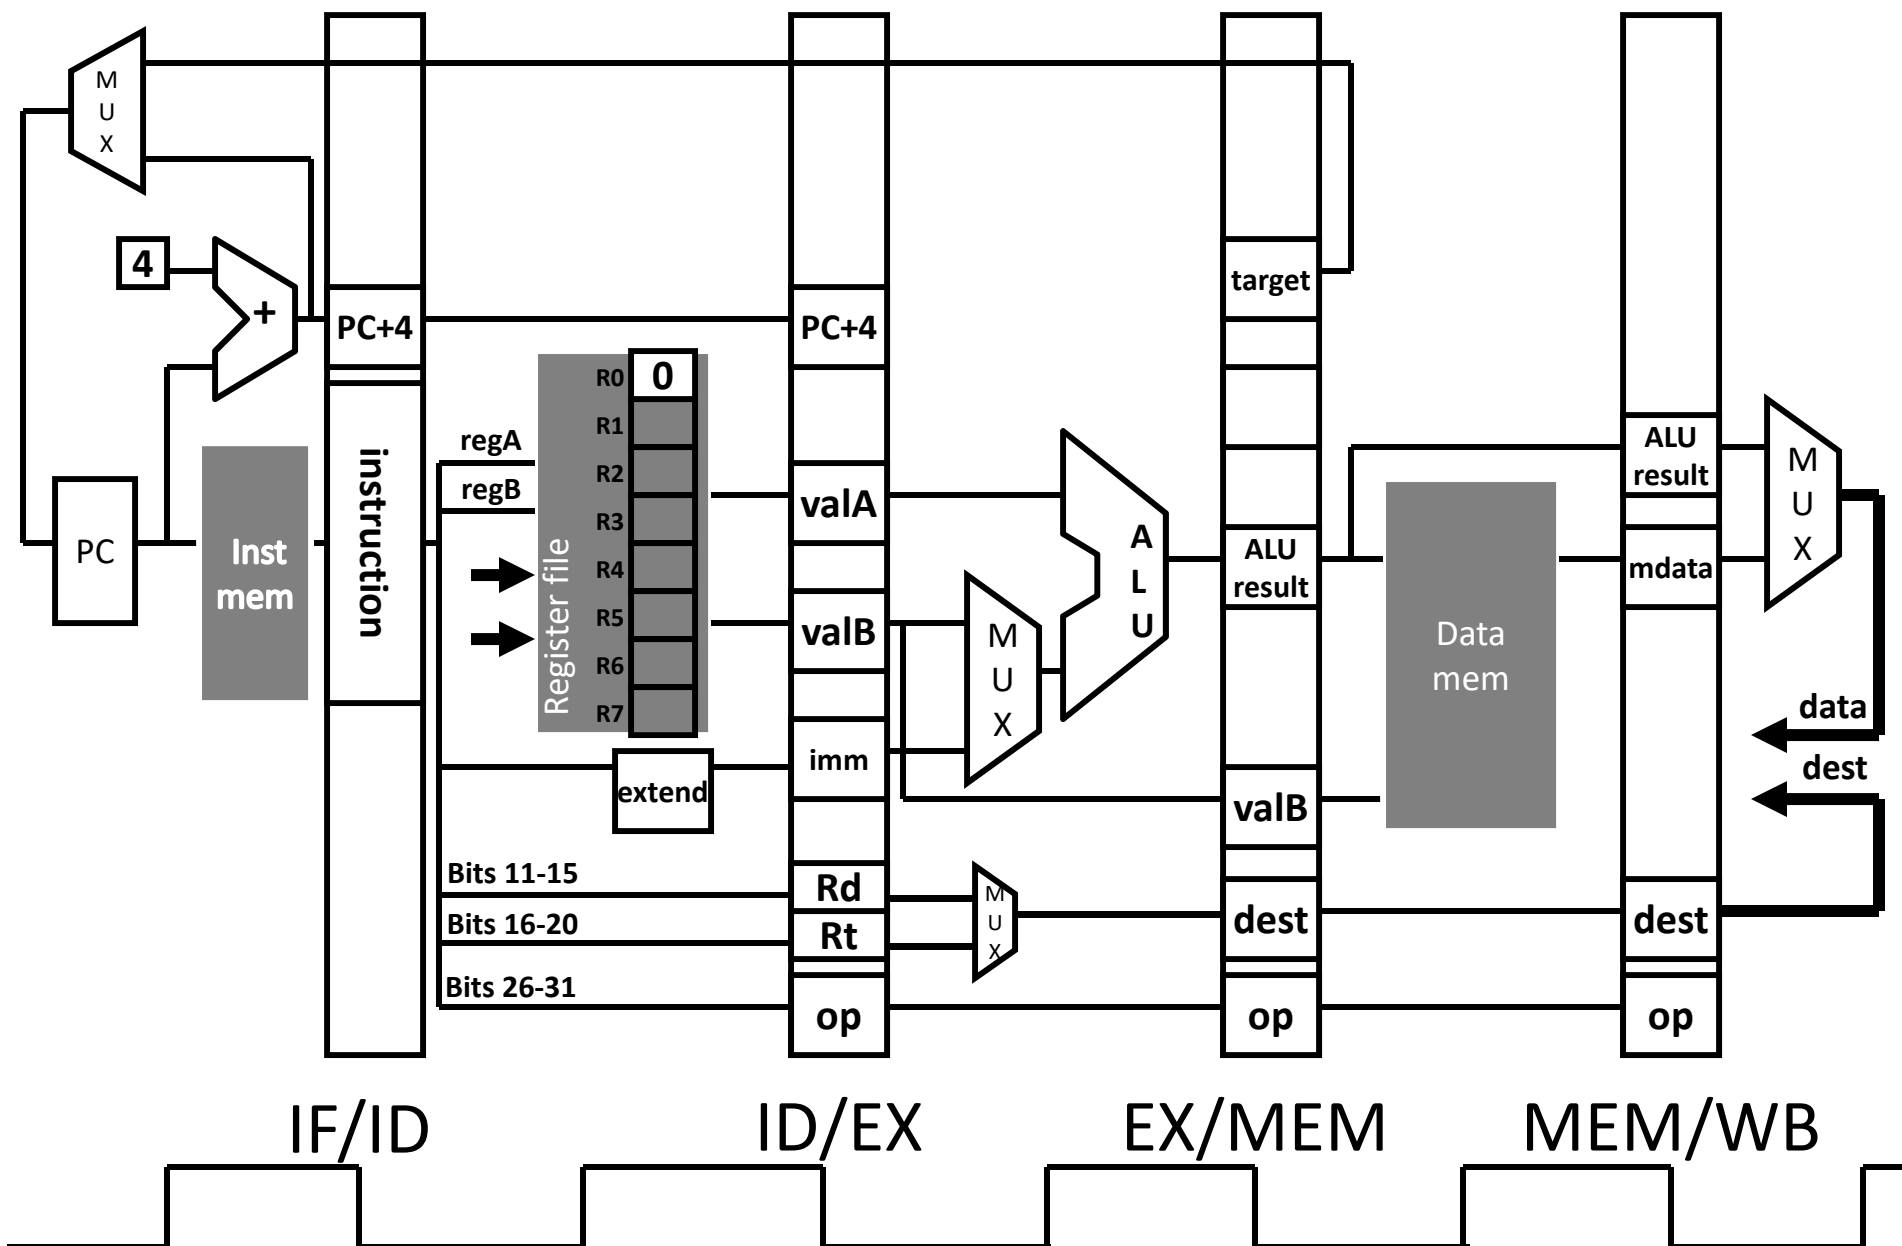 M
U
X
4
+
PC+4
PC
Inst
mem
instruction
regA
regB
Register file
R0
0
R1
R2
R3
R4
R5
R6
R7
extend
Bits 11-15
Bits 16-20
Bits 26-31
PC+4
valA
valB
imm
Rd
Rt
op
M
U
X
A
L
U
M
U
X
target
ALU
result
valB
dest
op
Data
mem
ALU
result
mdata
dest
op
M
U
X
data
dest
IF/ID
ID/EX
EX/MEM
MEM/WB